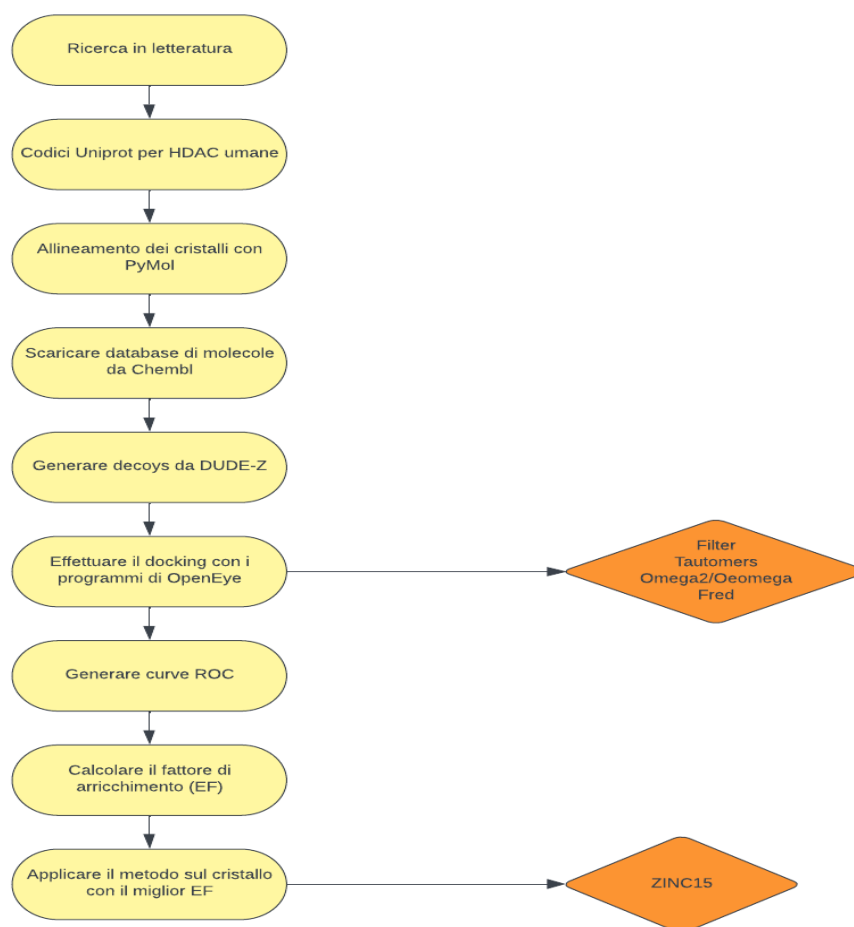 Ricerca in letteratura
Codici Uniprot per HDAC umane
Allineamento dei cristalli con
PyMol
Scaricare database di molecole
da Chembl
Generare decoys da DUDE-Z
Effettuare il docking con i
programmi di OpenEye
Filter
Tautomers
Omega2/Oeomega
Fred
Generare curve ROC
Calcolare il fattore di
arricchimento (EF)
Applicare il metodo sul cristallo
con il miglior EF
ZINC15